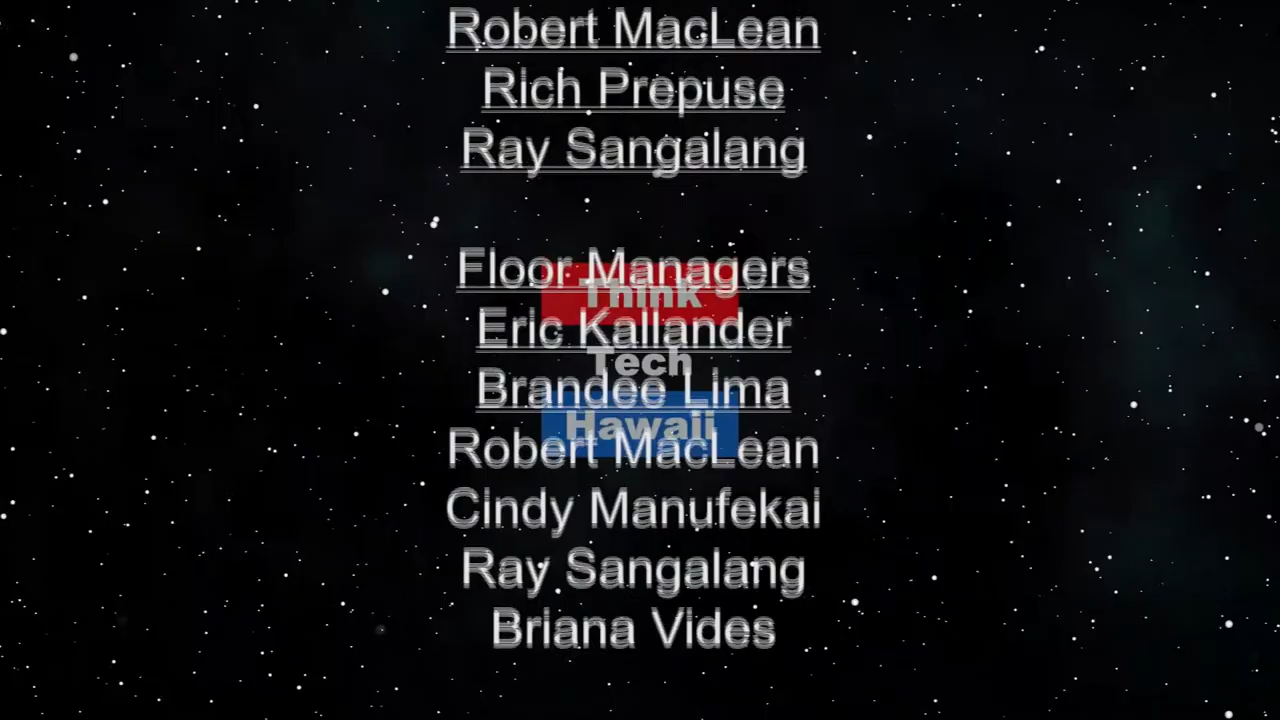 Robert MacLean
Rich Prepuse
Ray Sangalang
Floor Managers
Think
Eric Kallander
Tech
Brandee Lima
Hawaii
Robert MacLean
Cindy Manufekai
Ray Sangalang
Briana Vides